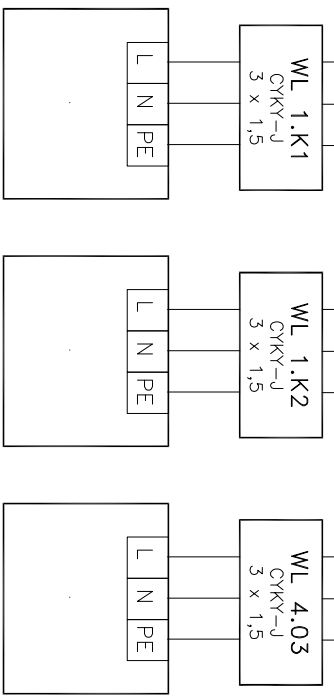 L
N
PE
WL 1.K1
CYKY-J
3 x 1,5
L
N
PE
WL 1.K2
CYKY-J
3 x 1,5
L
N
PE
WL 4.03
CYKY-J
3 x 1,5